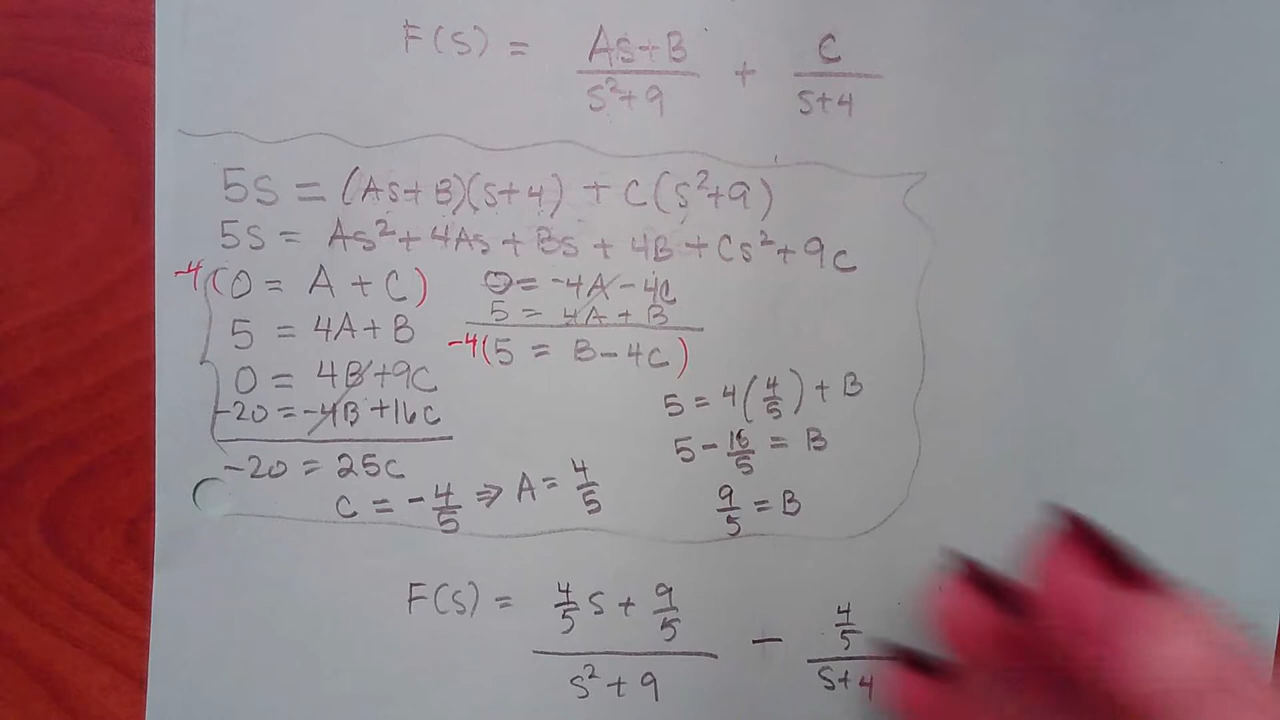 F(s) = As+B/s²+9 + C/s+4
5s = (As+B)(s+4) + C(s²+9)
5s = As² + 4As + Bs + 4B + Cs² + 9C
-4(0 = A + C)
5 = 4A+B
0 = 4B+9C
-20 = -4B+16C
-20 = 25C
C = -4/5 ⇒ A = 4/5
0 = -4A - 4C
5 = 4A + B
-4(5 = B - 4C)
5 = 4(4/5) + B
5 - 16/5 = B
9/5 = B
F(s) = 4/5 s + 9/5 / s²+9 - 4/5 / s+4